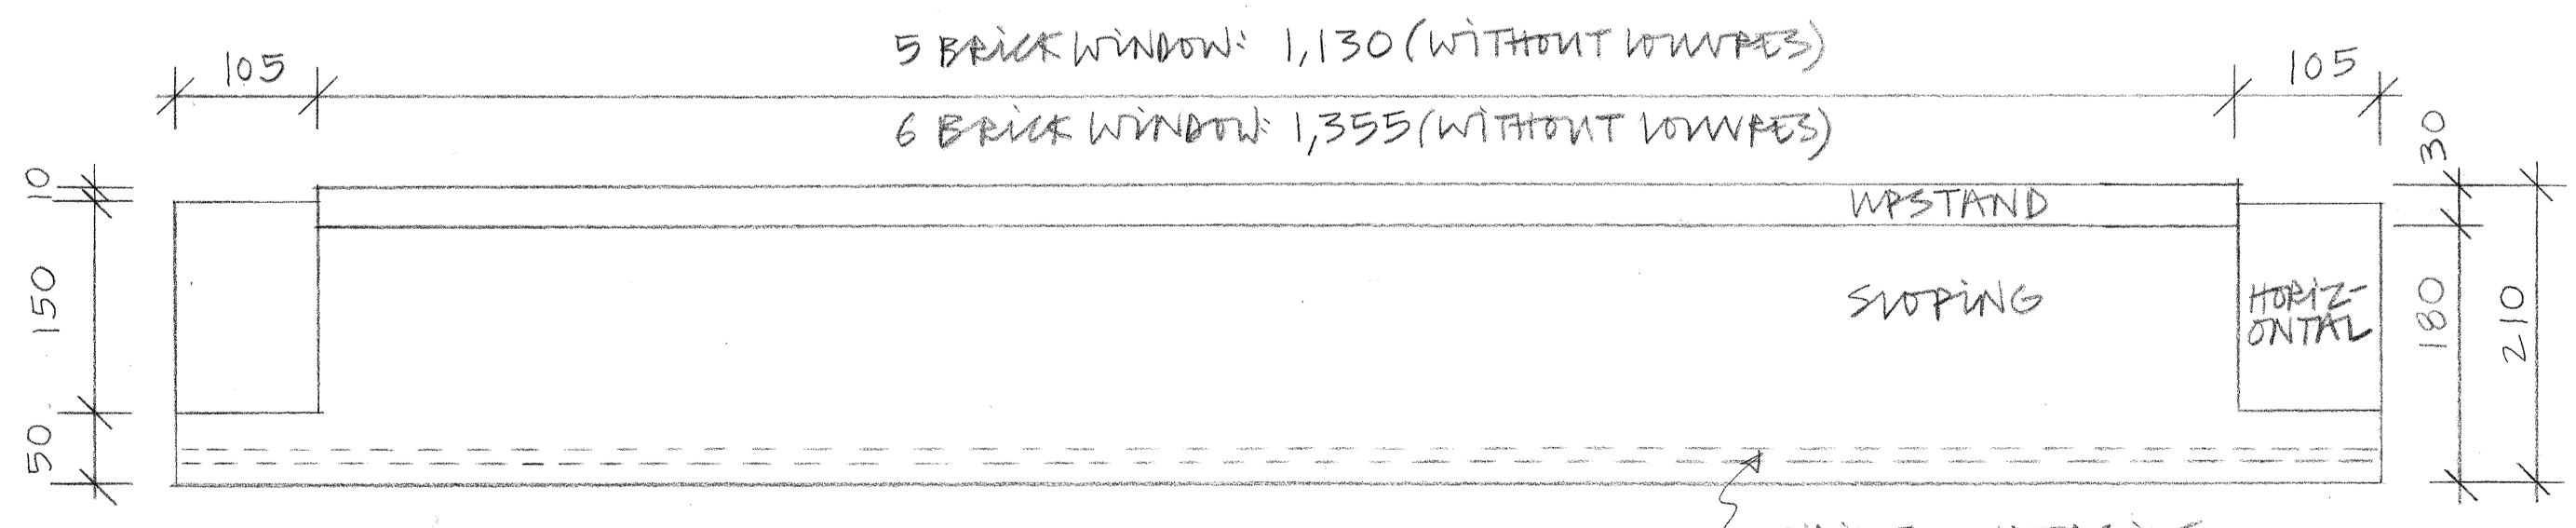 5 BRICK WINDOW: 1,130 (WITHOUT LOUVRES)
105
105
6 BRICK WINDOW: 1,355 (WITHOUT LOUVRES)
30
10
UPSTAND
150
SLOPING
HORIZ-
ONTAL
180
210
50